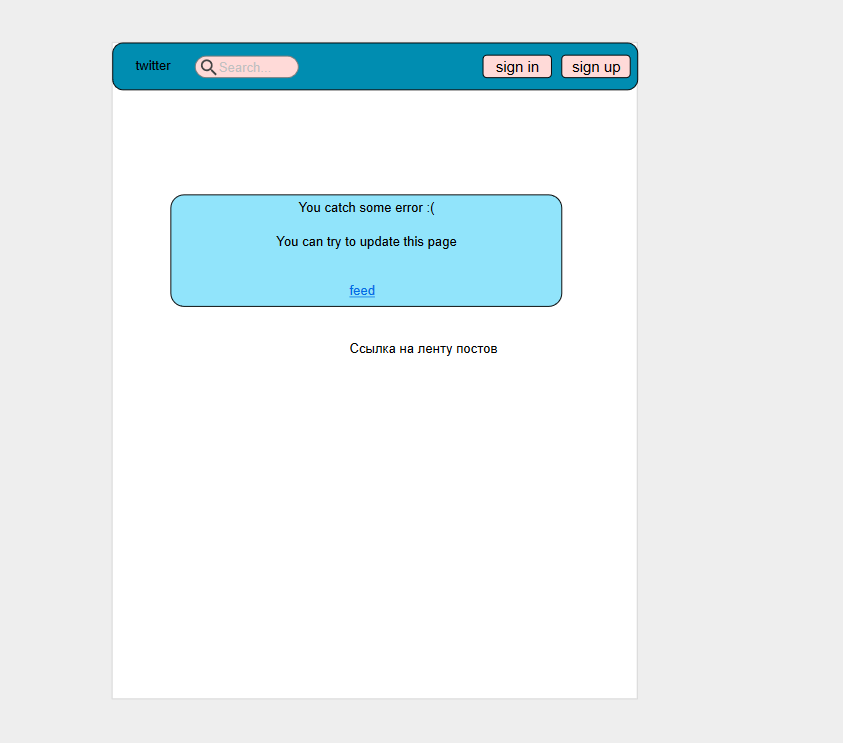 twitter
Search...
sign in
sign up
You catch some error :(
You can try to update this page
feed
Ссылка на ленту постов